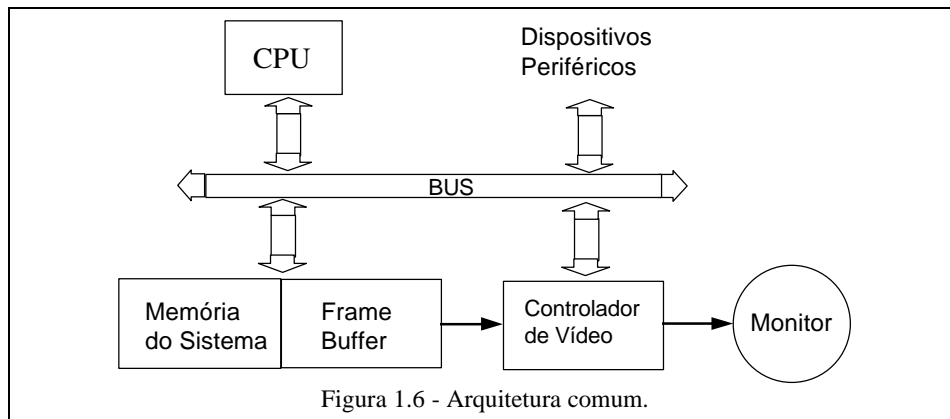 CPU
Dispositivos
Periféricos
BUS
Memória
do Sistema
Frame
Buffer
Controlador
de Vídeo
Monitor
Figura 1.6 - Arquitetura comum.